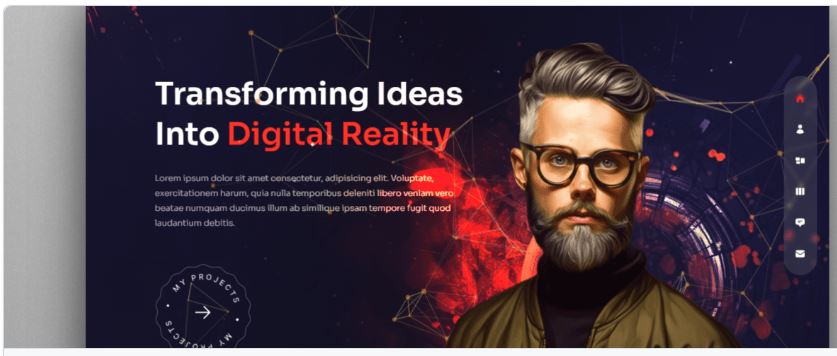 Transforming Ideas
Into Digital Reality
Lorem ipsum dolor sit amet consectetur, adipisicing elit. Voluptate,
exercitationem harum, quia nulla temporibus deleniti libero veniam vero
beatae numquam ducimus illum ab similique ipsam tempore fugit quod
laudantium debitis.
MY PROJECTS • MY PROJECTS •